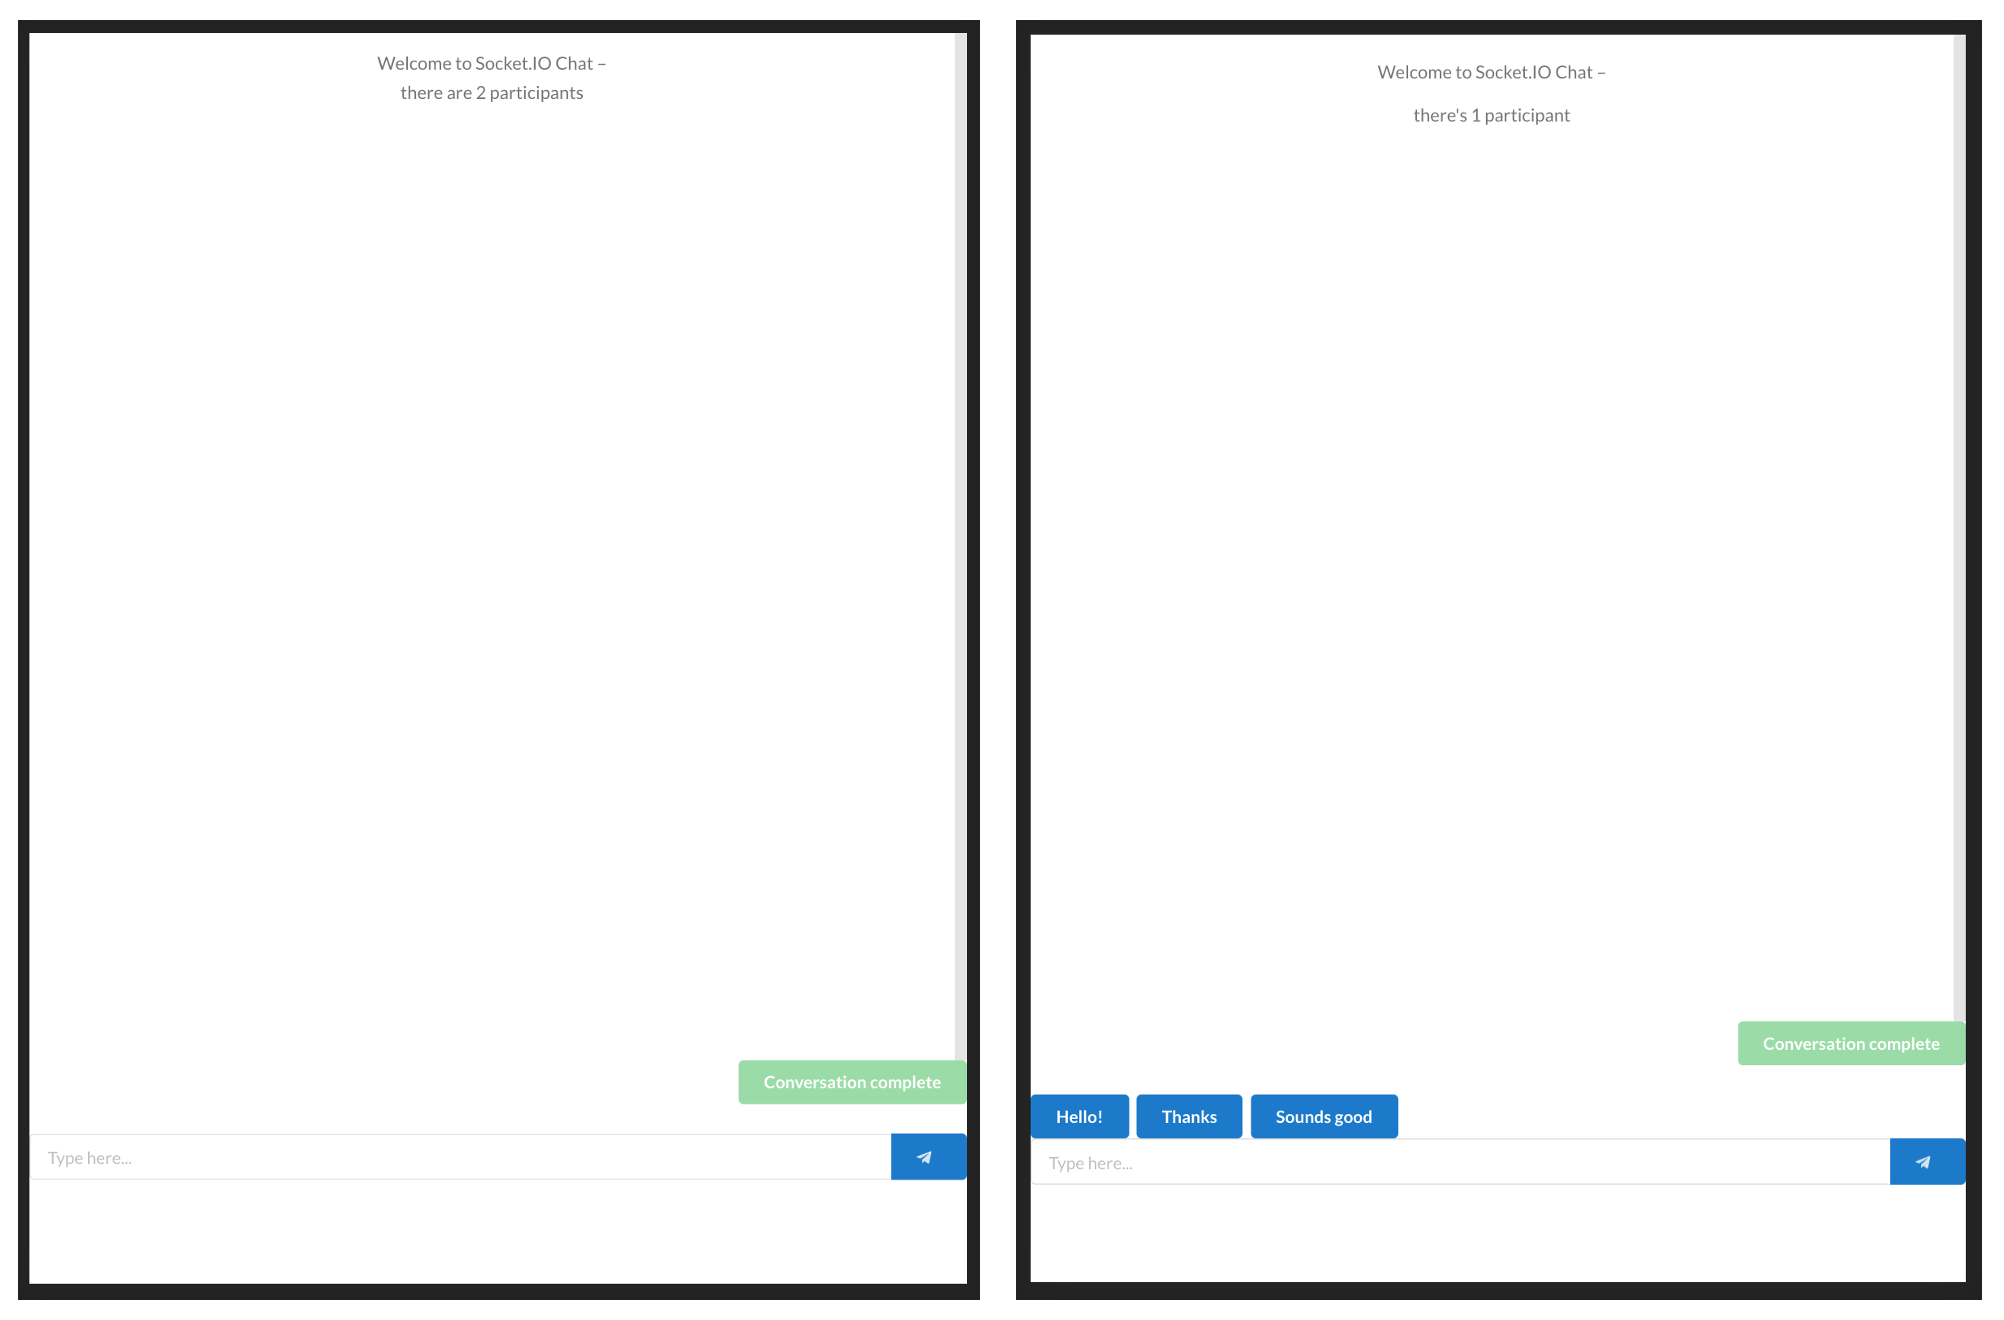 Welcome to Socket.IO Chat –
there are 2 participants
Conversation complete
Type here...
Welcome to Socket.IO Chat –
there's 1 participant
Conversation complete
Hello! Thanks Sounds good
Type here...